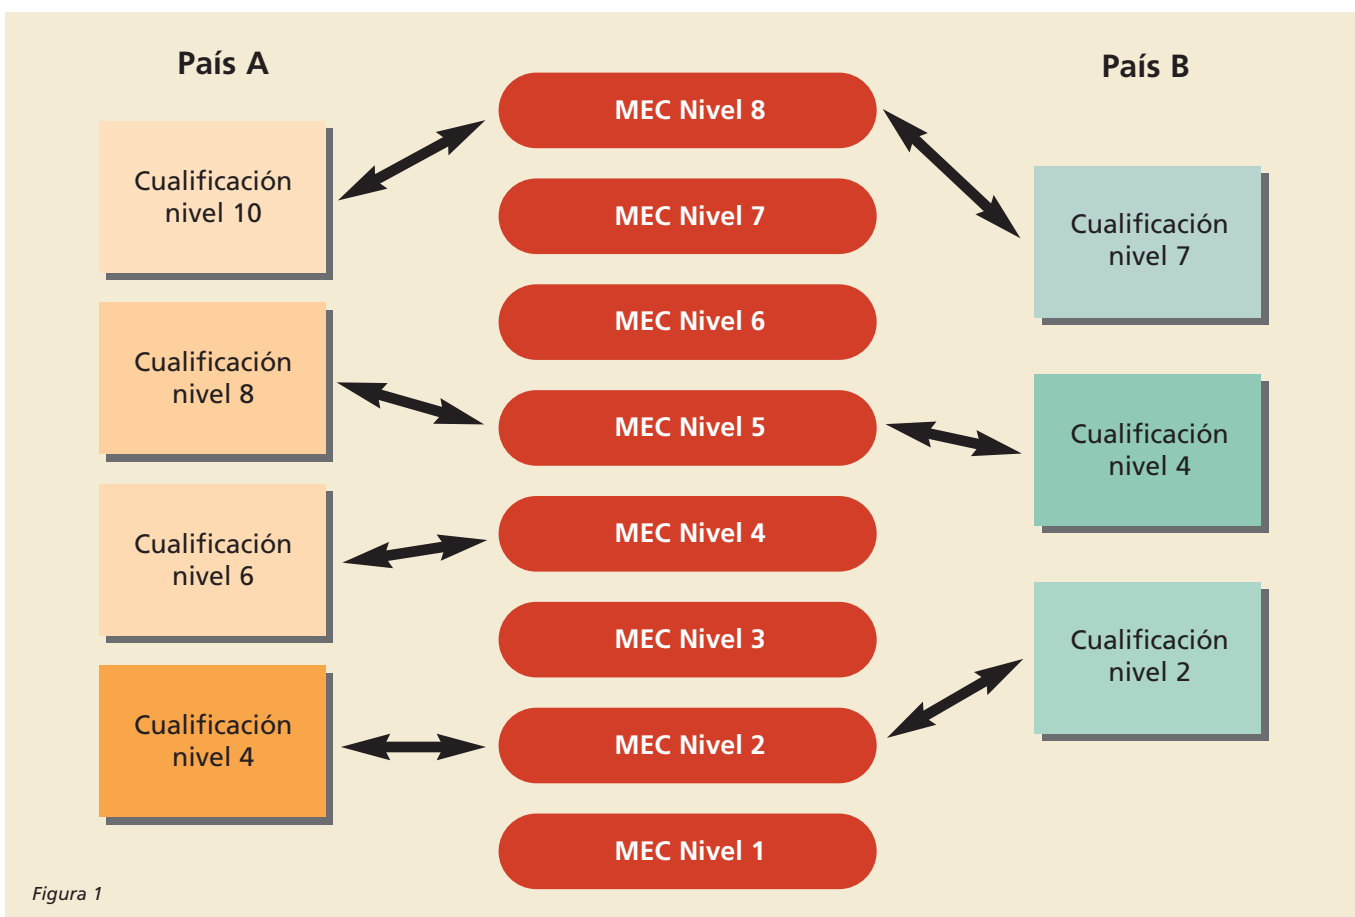 País A
Cualificación
nivel 10
Cualificación
nivel 8
Cualificación
nivel 6
Cualificación
nivel 4
MEC Nivel 8
MEC Nivel 7
MEC Nivel 6
MEC Nivel 5
MEC Nivel 4
MEC Nivel 3
MEC Nivel 2
MEC Nivel 1
País B
Cualificación
nivel 7
Cualificación
nivel 4
Cualificación
nivel 2
Figura 1